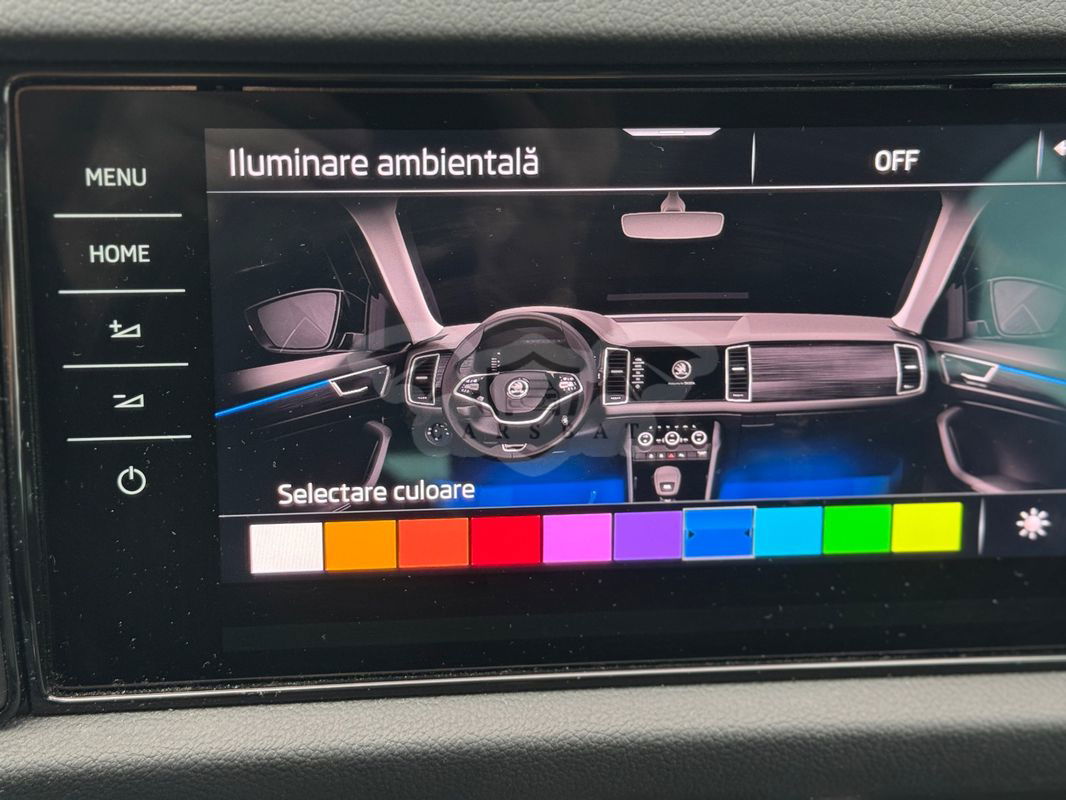 MENU
HOME
Iluminare ambientală
OFF
Selectare culoare